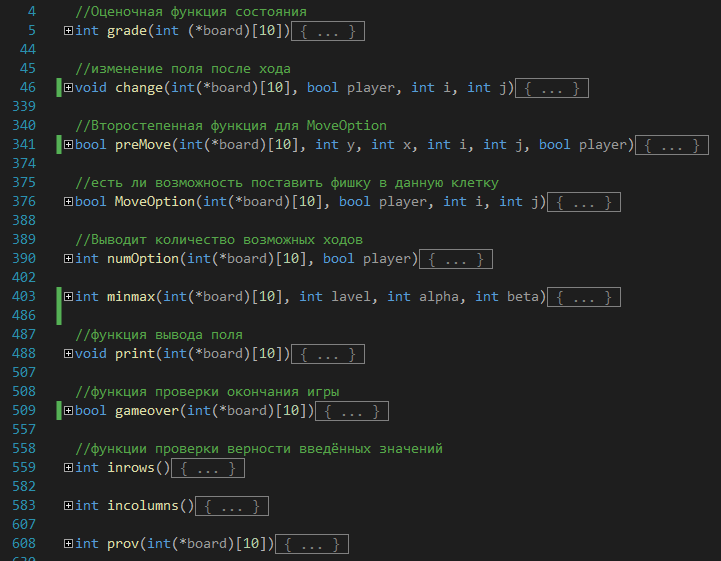 4 //Оценочная функция состояния
5 int grade(int (*board)[10]) { ... }
44
45 //изменение поля после хода
46 void change(int(*board)[10], bool player, int i, int j) { ... }
339
340 //Второстепенная функция для MoveOption
341 bool preMove(int(*board)[10], int y, int x, int i, int j, bool player) { ... }
374
375 //есть ли возможность поставить фишку в данную клетку
376 bool MoveOption(int(*board)[10], bool player, int i, int j) { ... }
388
389 //Выводит количество возможных ходов
390 int numOption(int(*board)[10], bool player) { ... }
402
403 int minmax(int(*board)[10], int lavel, int alpha, int beta) { ... }
486
487 //функция вывода поля
488 void print(int(*board)[10]) { ... }
507
508 //функция проверки окончания игры
509 bool gameover(int(*board)[10]) { ... }
557
558 //функции проверки верности введённых значений
559 int inrows() { ... }
582
583 int incolumns() { ... }
607
608 int prov(int(*board)[10]) { ... }